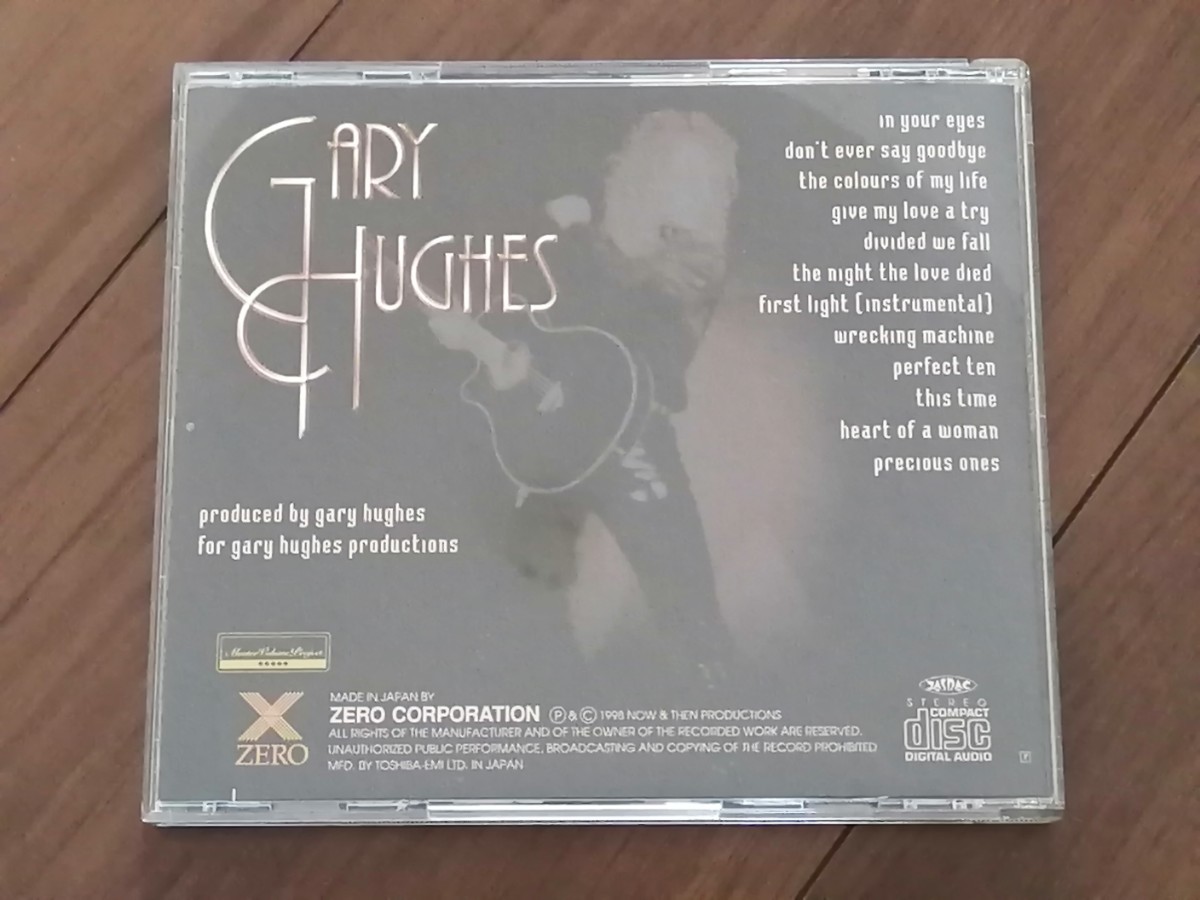 GARY
HUGHES
in your eyes
don't ever say goodbye
the colours of my life
give my love a try
divided we fall
the night the love died
first light (instrumental)
wrecking machine
perfect ten
this time
heart of a woman
precious ones
produced by gary hughes
for gary hughes productions
Master Volume Project
ZERO
MADE IN JAPAN BY
ZERO CORPORATION Ⓟ & © 1998 NOW & THEN PRODUCTIONS
ALL RIGHTS OF THE MANUFACTURER AND OF THE OWNER OF THE RECORDED WORK ARE RESERVED.
UNAUTHORIZED PUBLIC PERFORMANCE, BROADCASTING AND COPYING OF THE RECORD PROHIBITED
MFD. BY TOSHIBA-EMI LTD. IN JAPAN
JASRAC
STEREO
COMPACT
disc
DIGITAL AUDIO